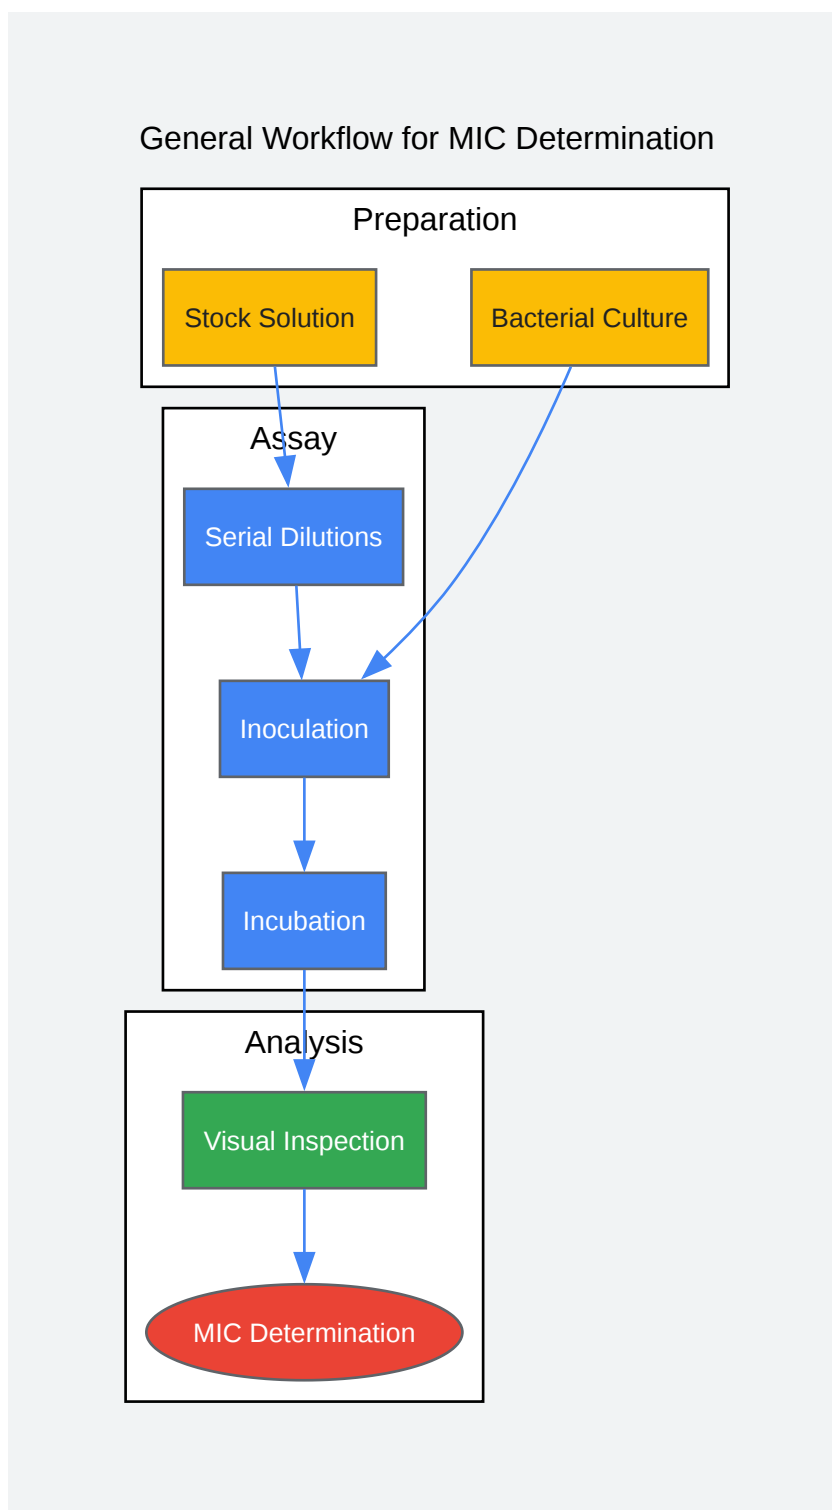 General Workflow for MIC Determination
Preparation
Stock Solution
Bacterial Culture
Assay
Serial Dilutions
Inoculation
Incubation
Analysis
Visual Inspection
MIC Determination